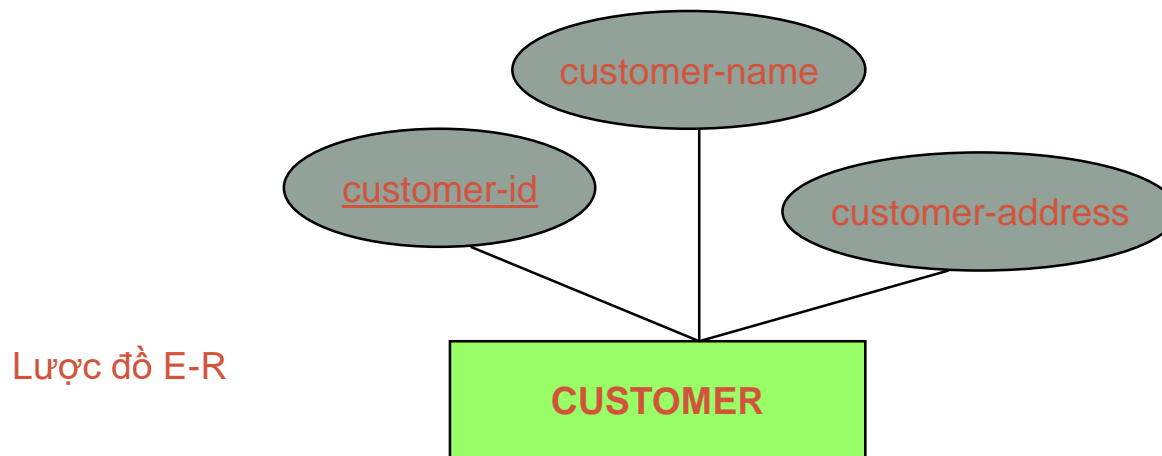 customer-name
customer-id
customer-address
Lược đồ E-R
CUSTOMER